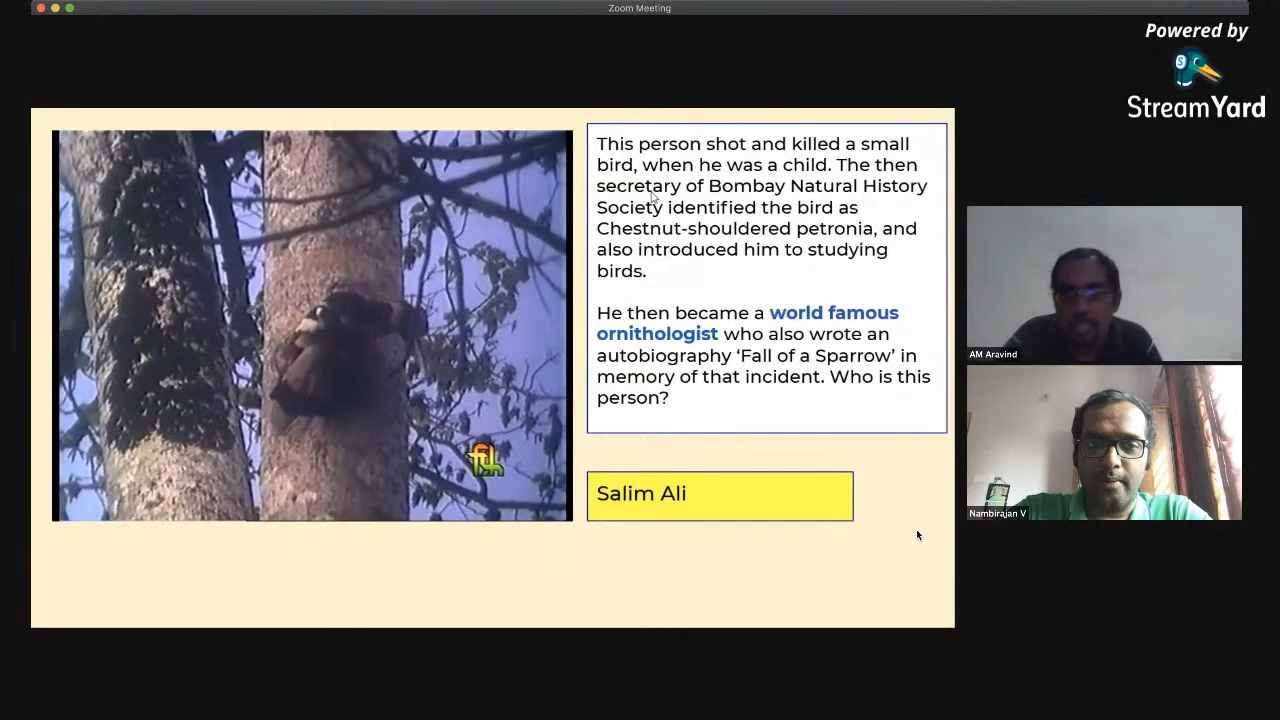 Zoom Meeting
Powered by
S
StreamYard
This person shot and killed a small
bird, when he was a child. The then
secretary of Bombay Natural History
Society identified the bird as
Chestnut-shouldered petronia, and
also introduced him to studying
birds.
He then became a world famous
ornithologist who also wrote an
autobiography ‘Fall of a Sparrow’ in
memory of that incident. Who is this
person?
Salim Ali
AM Aravind
Nambirajan V